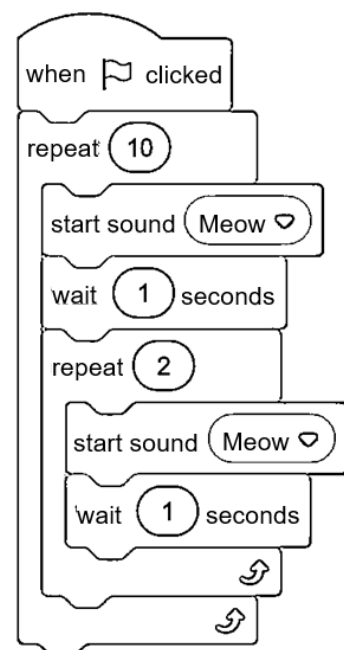 when clicked
repeat 10
start sound Meow
wait 1 seconds
repeat 2
start sound Meow
wait 1 seconds